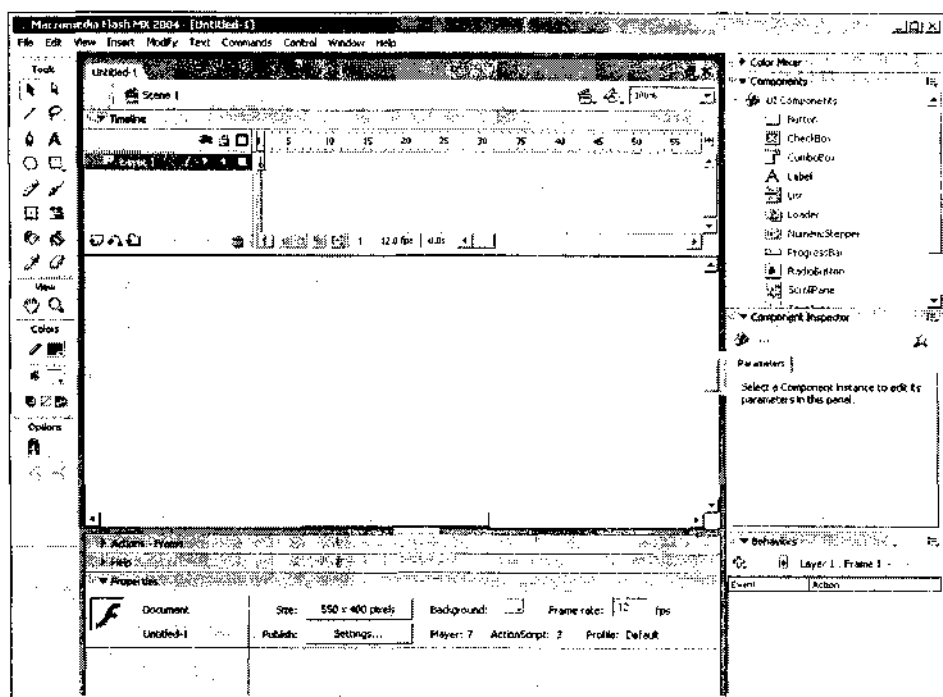 Macromedia Flash MX 2004 - [Untitled-1]
File Edit View Insert Modify Text Commands Control Window Help
Tools
View
Colors
Options
Untitled-1
Scene 1
100%
Timeline
5 10 15 20 25 30 35 40 45 50 55
Layer 1
1 12.0 fps 0.0s
Actions - Frame
Help
Properties
Document
Untitled-1
Size: 550 x 400 pixels
Background:
Frame rate: 12 fps
Publish: Settings...
Player: 7 ActionScript: 2 Profile: Default
Color Mixer
Components
UI Components
Button
CheckBox
ComboBox
Label
List
Loader
NumericStepper
ProgressBar
RadioButton
ScrollPane
Component Inspector
Parameters
Select a Component Instance to edit its
parameters in this panel.
Behaviors
Layer 1 : Frame 1
Event Action